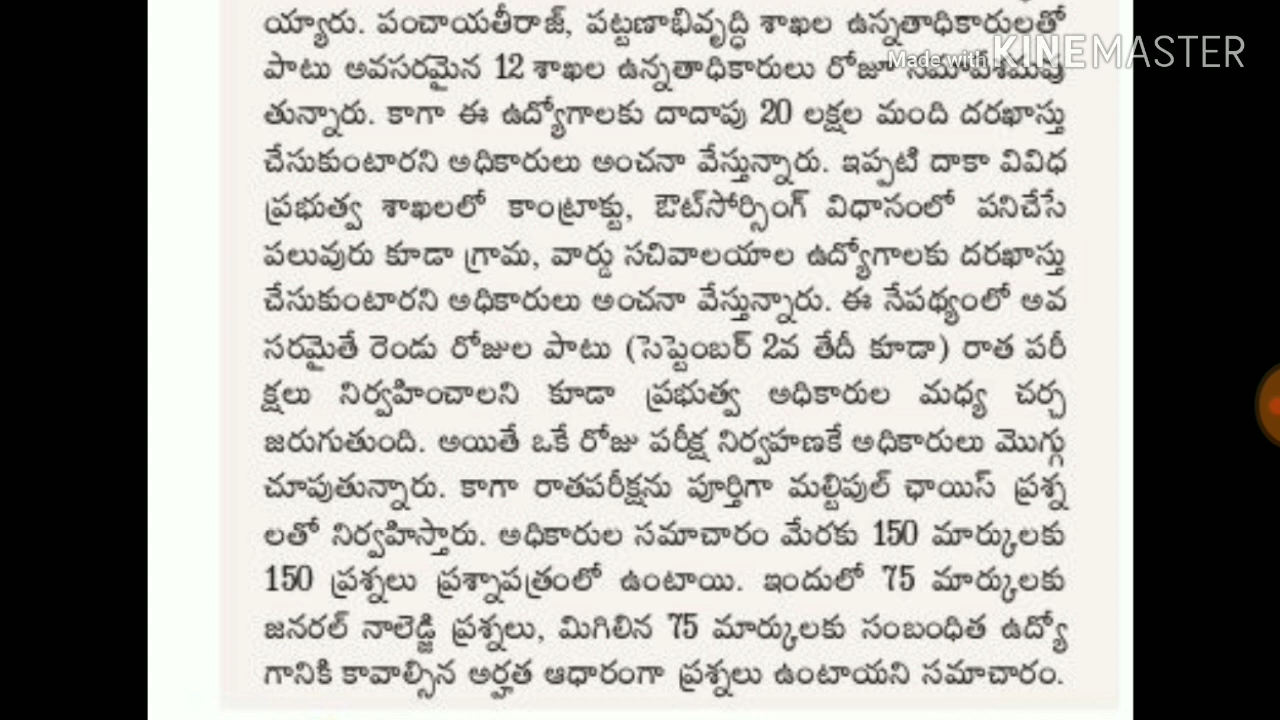 య్యారు. పంచాయతీరాజ్, పట్టణాభివృద్ధి శాఖల ఉన్నతాధికారులతో
Made with KINEMASTER
పాటు అవసరమైన 12 శాఖల ఉన్నతాధికారులు రోజూ సమావేశమవు
తున్నారు. కాగా ఈ ఉద్యోగాలకు దాదాపు 20 లక్షల మంది దరఖాస్తు
చేసుకుంటారని అధికారులు అంచనా వేస్తున్నారు. ఇప్పటి దాకా వివిధ
ప్రభుత్వ శాఖలలో కాంట్రాక్టు, ఔట్‌సోర్సింగ్ విధానంలో పనిచేసే
పలువురు కూడా గ్రామ, వార్డు సచివాలయాల ఉద్యోగాలకు దరఖాస్తు
చేసుకుంటారని అధికారులు అంచనా వేస్తున్నారు. ఈ నేపథ్యంలో అవ
సరమైతే రెండు రోజుల పాటు (సెప్టెంబర్ 2వ తేదీ కూడా) రాత పరీ
క్షలు నిర్వహించాలని కూడా ప్రభుత్వ అధికారుల మధ్య చర్చ
జరుగుతుంది. అయితే ఒకే రోజు పరీక్ష నిర్వహణకే అధికారులు మొగ్గు
చూపుతున్నారు. కాగా రాతపరీక్షను పూర్తిగా మల్టిపుల్ ఛాయిస్ ప్రశ్న
లతో నిర్వహిస్తారు. అధికారుల సమాచారం మేరకు 150 మార్కులకు
150 ప్రశ్నలు ప్రశ్నాపత్రంలో ఉంటాయి. ఇందులో 75 మార్కులకు
జనరల్ నాలెడ్జి ప్రశ్నలు, మిగిలిన 75 మార్కులకు సంబంధిత ఉద్యో
గానికి కావాల్సిన అర్హత ఆధారంగా ప్రశ్నలు ఉంటాయని సమాచారం.